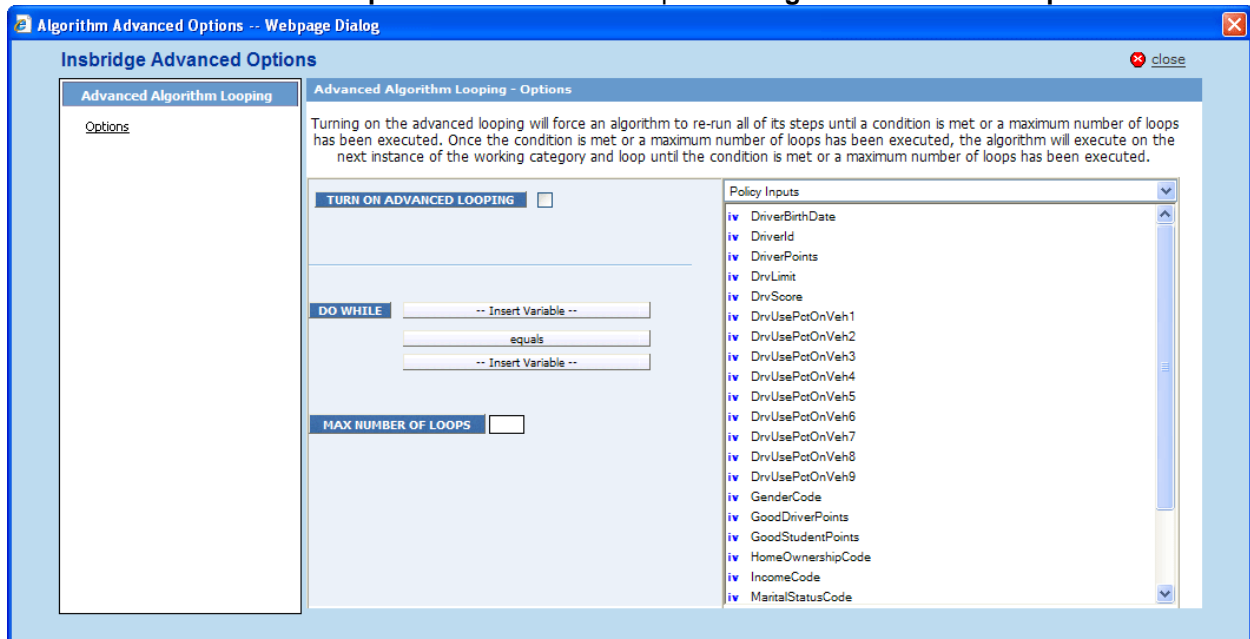 Algorithm Advanced Options -- Webpage Dialog
Insbridge Advanced Options
close
Advanced Algorithm Looping
Options
Advanced Algorithm Looping - Options
Turning on the advanced looping will force an algorithm to re-run all of its steps until a condition is met or a maximum number of loops
has been executed. Once the condition is met or a maximum number of loops has been executed, the algorithm will execute on the
next instance of the working category and loop until the condition is met or a maximum number of loops has been executed.
TURN ON ADVANCED LOOPING
DO WHILE
-- Insert Variable --
equals
-- Insert Variable --
MAX NUMBER OF LOOPS
Policy Inputs
iv DriverBirthDate
iv DriverId
iv DriverPoints
iv DrvLimit
iv DrvScore
iv DrvUsePctOnVeh1
iv DrvUsePctOnVeh2
iv DrvUsePctOnVeh3
iv DrvUsePctOnVeh4
iv DrvUsePctOnVeh5
iv DrvUsePctOnVeh6
iv DrvUsePctOnVeh7
iv DrvUsePctOnVeh8
iv DrvUsePctOnVeh9
iv GenderCode
iv GoodDriverPoints
iv GoodStudentPoints
iv HomeOwnershipCode
iv IncomeCode
iv MaritalStatusCode